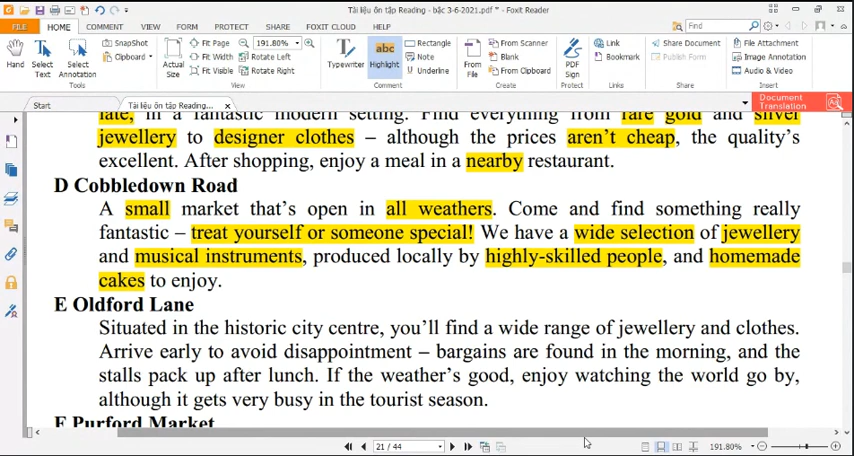 Tài liệu ôn tập Reading - bậc 3-6-2021.pdf * - Foxit Reader
FILE HOME COMMENT VIEW FORM PROTECT SHARE FOXIT CLOUD HELP
Find
Hand
Select Text
Select Annotation
SnapShot
Clipboard
Tools
Actual Size
Fit Page
Fit Width
Fit Visible
191.80%
Rotate Left
Rotate Right
View
Typewriter
Highlight
Rectangle
Note
Underline
Comment
From File
From Scanner
Blank
From Clipboard
Create
PDF Sign
Protect
Link
Bookmark
Links
Share Document
Publish Form
Share
File Attachment
Image Annotation
Audio & Video
Insert
Start
Tài liệu ôn tập Reading...
Document Translation
late, in a fantastic modern setting. Find everything from rare gold and silver
jewellery to designer clothes – although the prices aren't cheap, the quality's
excellent. After shopping, enjoy a meal in a nearby restaurant.
D Cobbledown Road
A small market that's open in all weathers. Come and find something really
fantastic – treat yourself or someone special! We have a wide selection of jewellery
and musical instruments, produced locally by highly-skilled people, and homemade
cakes to enjoy.
E Oldford Lane
Situated in the historic city centre, you'll find a wide range of jewellery and clothes.
Arrive early to avoid disappointment – bargains are found in the morning, and the
stalls pack up after lunch. If the weather's good, enjoy watching the world go by,
although it gets very busy in the tourist season.
F Purford Market
21 / 44
191.80%